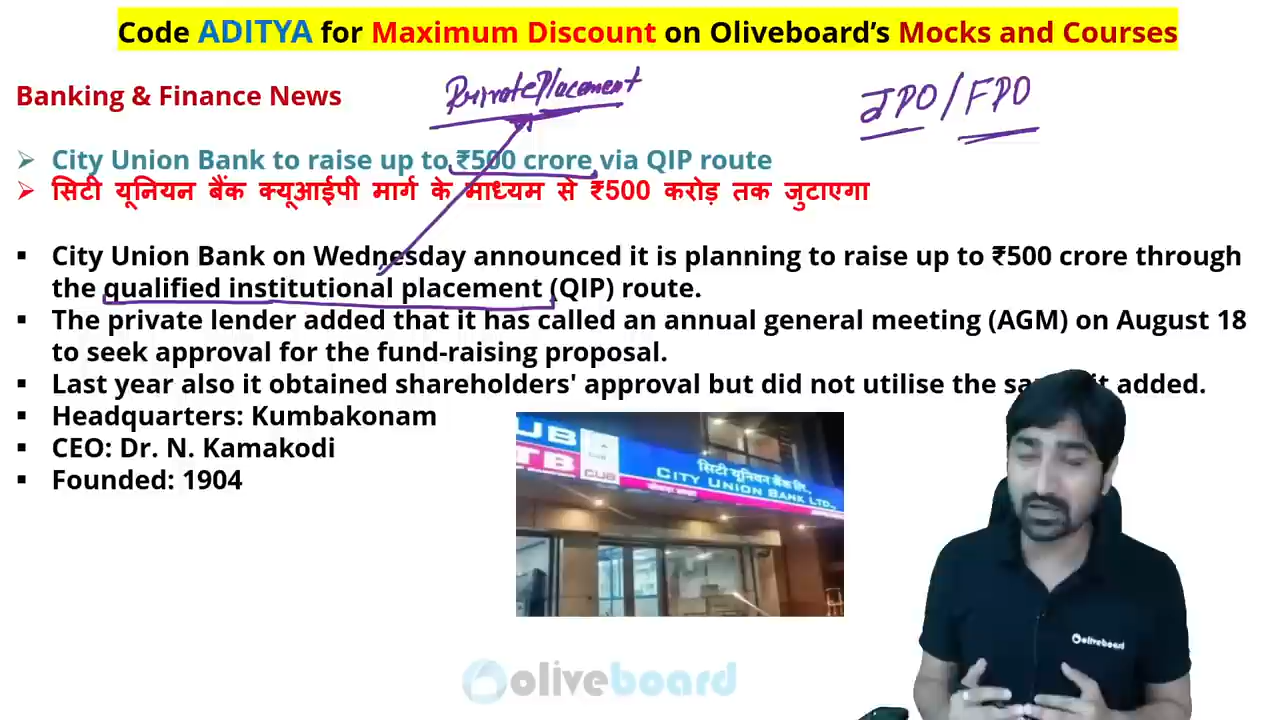 Code ADITYA for Maximum Discount on Oliveboard's Mocks and Courses
Banking & Finance News
Private Placement
IPO/FPO
➢ City Union Bank to raise up to ₹500 crore via QIP route
➢ सिटी यूनियन बैंक क्यूआईपी मार्ग के माध्यम से ₹500 करोड़ तक जुटाएगा
▪ City Union Bank on Wednesday announced it is planning to raise up to ₹500 crore through
the qualified institutional placement (QIP) route.
▪ The private lender added that it has called an annual general meeting (AGM) on August 18
to seek approval for the fund-raising proposal.
▪ Last year also it obtained shareholders' approval but did not utilise the added.
▪ Headquarters: Kumbakonam
▪ CEO: Dr. N. Kamakodi
▪ Founded: 1904
CUB
सिटी यूनियन बैंक लि.,
CITY UNION BANK LTD.,
oliveboard
oliveboard